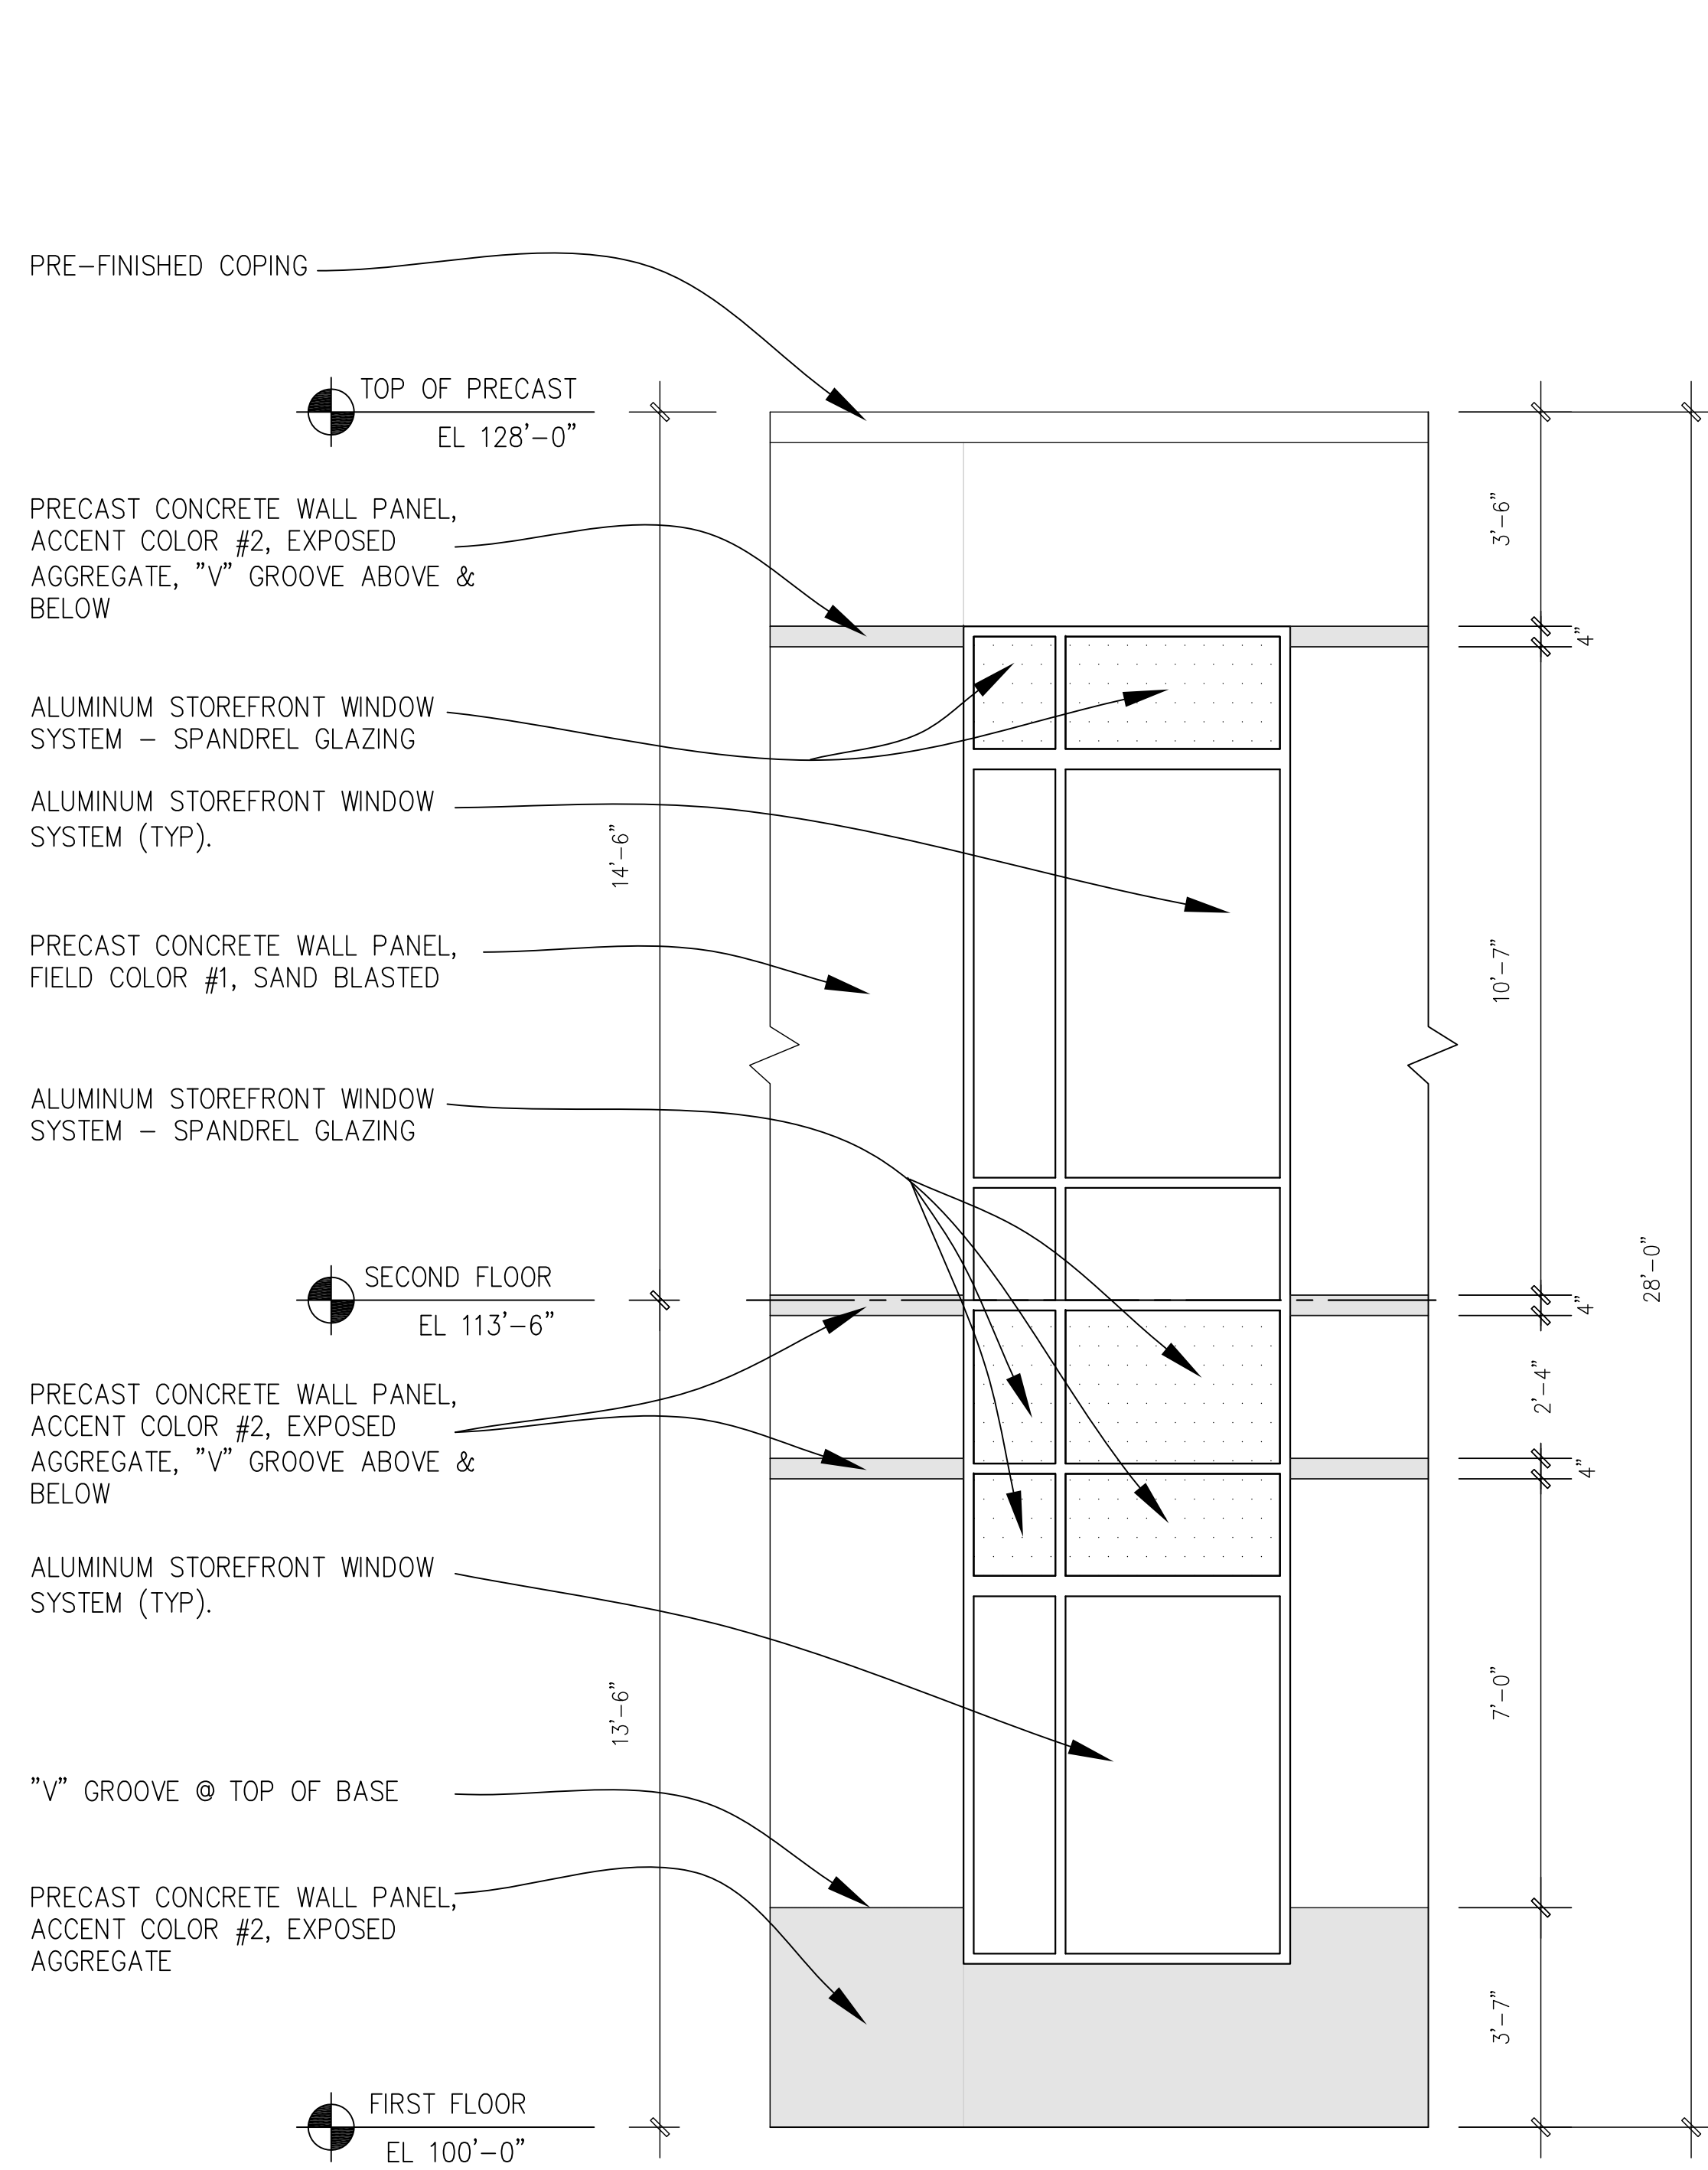 PRE-FINISHED COPING
TOP OF PRECAST
EL 128'-0"
PRECAST CONCRETE WALL PANEL,
ACCENT COLOR #2, EXPOSED
AGGREGATE, "V" GROOVE ABOVE &
BELOW
3'-6"
4"
ALUMINUM STOREFRONT WINDOW
SYSTEM - SPANDREL GLAZING
ALUMINUM STOREFRONT WINDOW
SYSTEM (TYP).
14'-6"
PRECAST CONCRETE WALL PANEL,
FIELD COLOR #1, SAND BLASTED
10'-7"
ALUMINUM STOREFRONT WINDOW
SYSTEM - SPANDREL GLAZING
28'-0"
SECOND FLOOR
EL 113'-6"
4"
2'-4"
PRECAST CONCRETE WALL PANEL,
ACCENT COLOR #2, EXPOSED
AGGREGATE, "V" GROOVE ABOVE &
BELOW
4"
ALUMINUM STOREFRONT WINDOW
SYSTEM (TYP).
13'-6"
7'-0"
"V" GROOVE @ TOP OF BASE
PRECAST CONCRETE WALL PANEL,
ACCENT COLOR #2, EXPOSED
AGGREGATE
3'-7"
FIRST FLOOR
EL 100'-0"